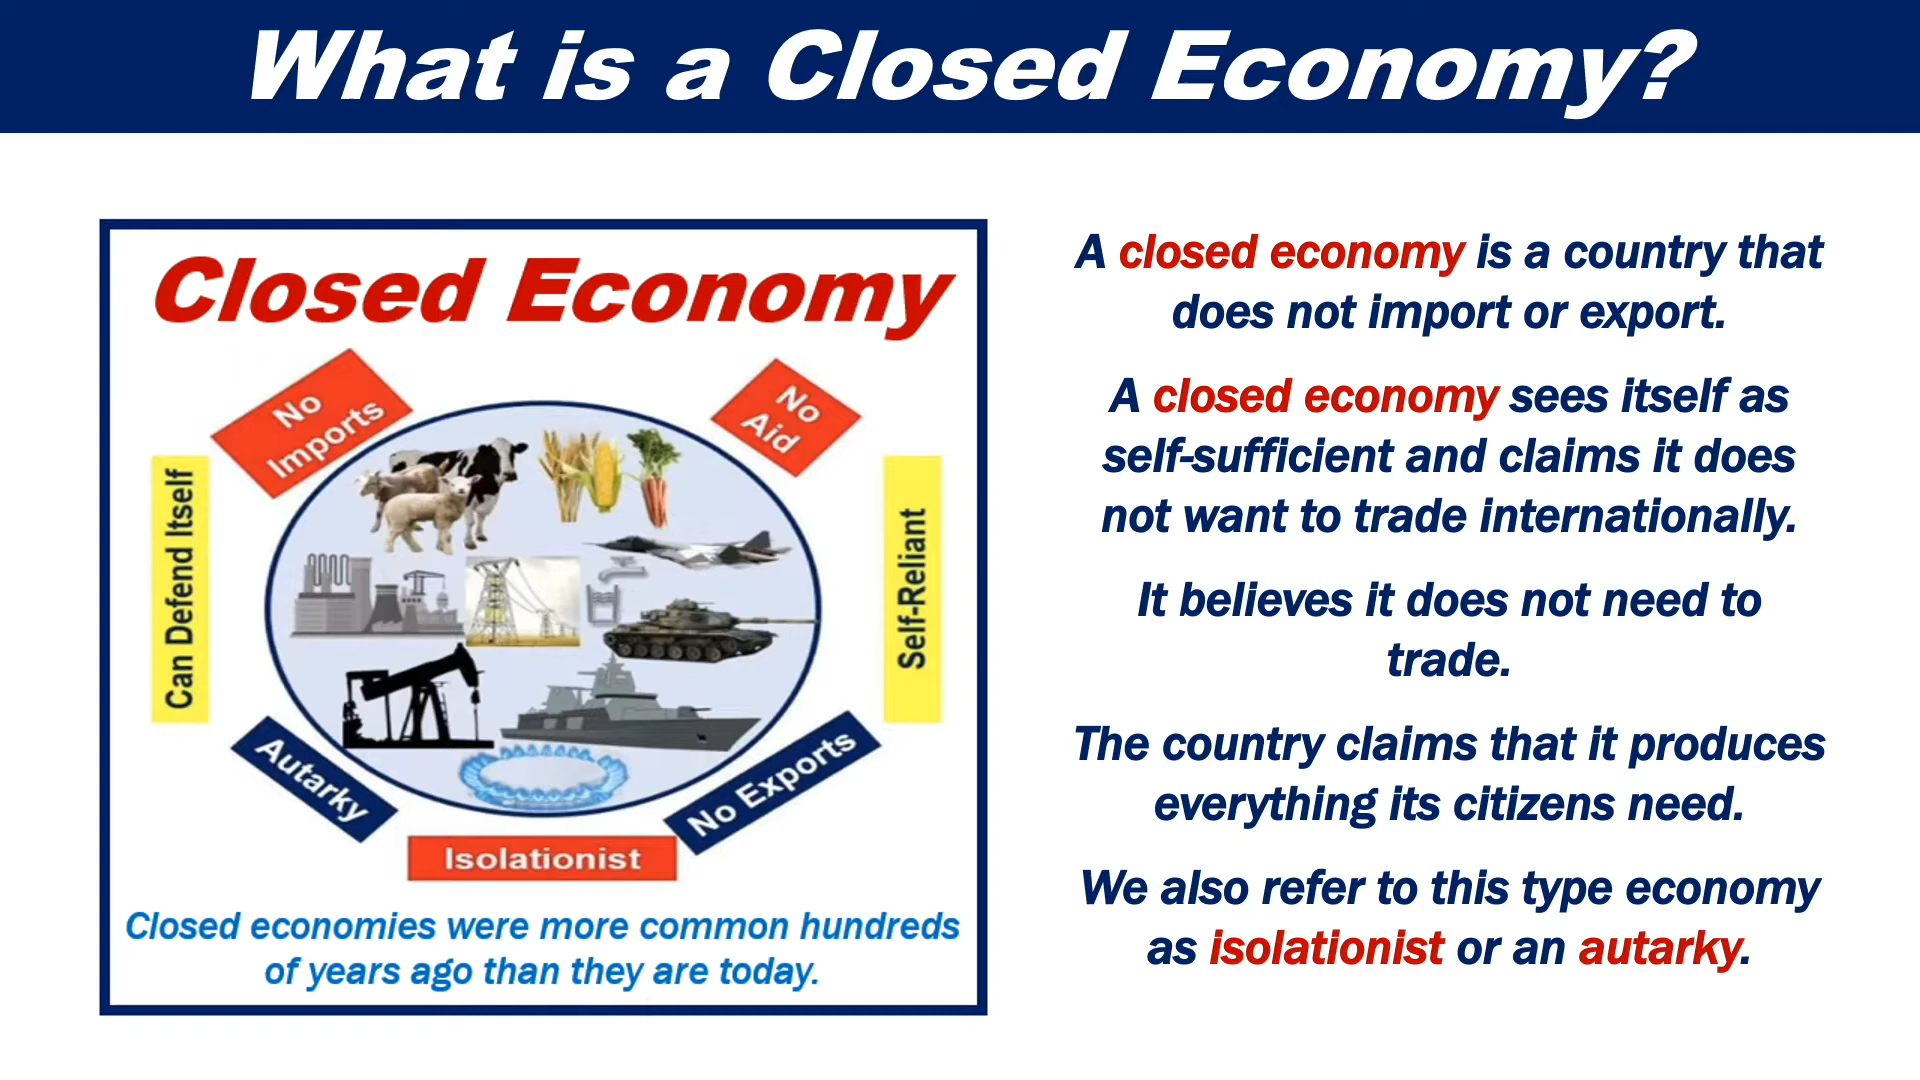 What is a Closed Economy?
Closed Economy
No
Imports
No
Aid
Can Defend Itself
Self-Reliant
Autarky
No Exports
Isolationist
Closed economies were more common hundreds
of years ago than they are today.
A closed economy is a country that
does not import or export.
A closed economy sees itself as
self-sufficient and claims it does
not want to trade internationally.
It believes it does not need to
trade.
The country claims that it produces
everything its citizens need.
We also refer to this type economy
as isolationist or an autarky.